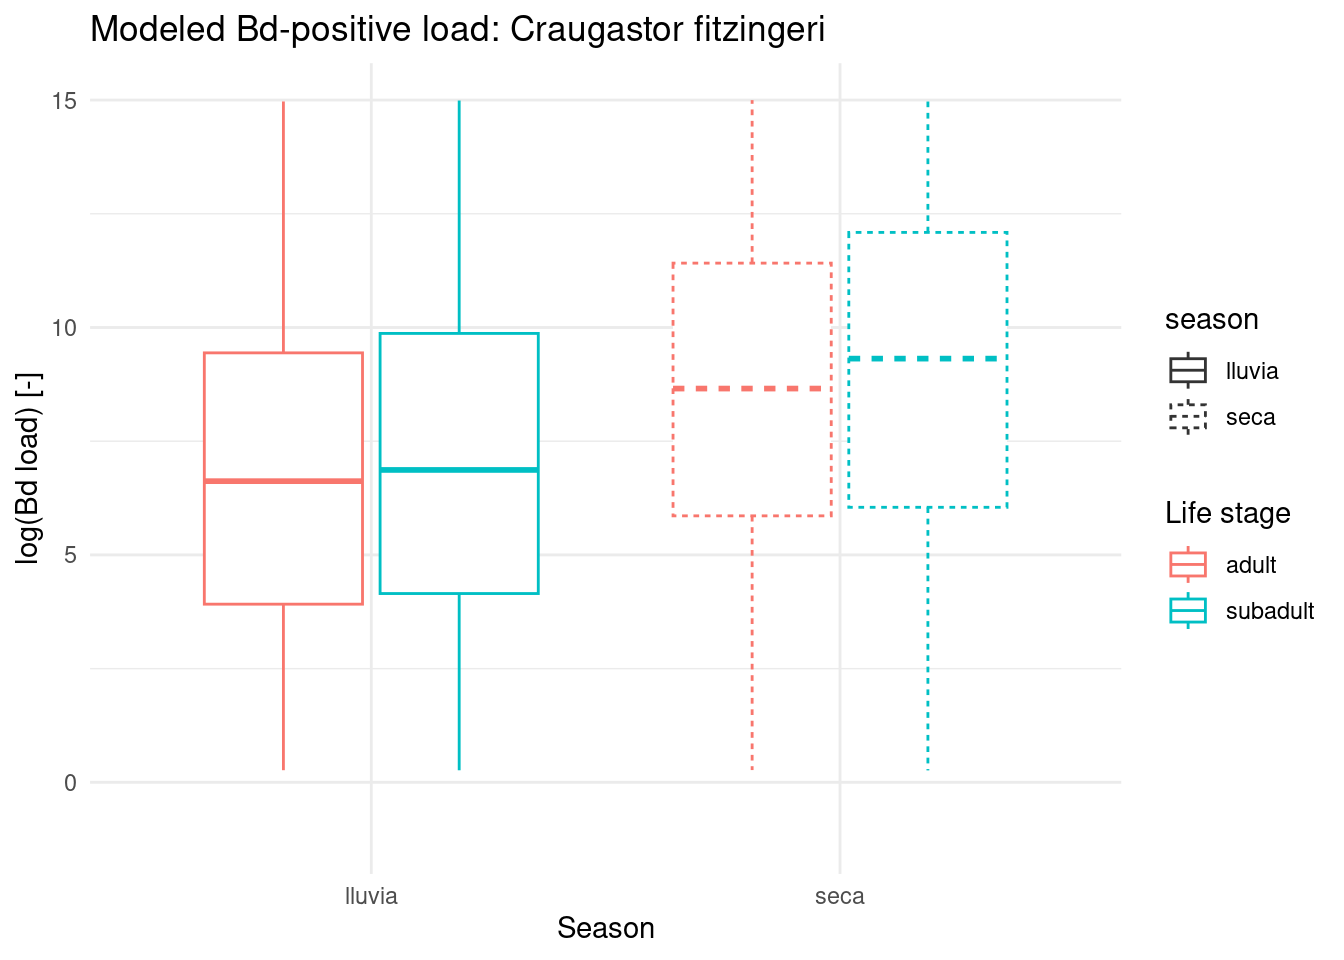 Modeled Bd-positive load: Craugastor fitzingeri
15
10
5
0
log(Bd load) [-]
lluvia
seca
Season
season
lluvia
seca
Life stage
adult
subadult